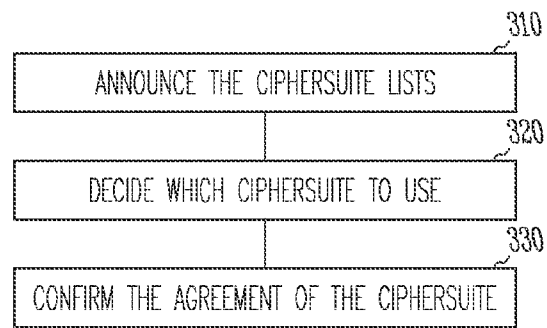 310
ANNOUNCE THE CIPHERSUITE LISTS
320
DECIDE WHICH CIPHERSUITE TO USE
330
CONFIRM THE AGREEMENT OF THE CIPHERSUITE